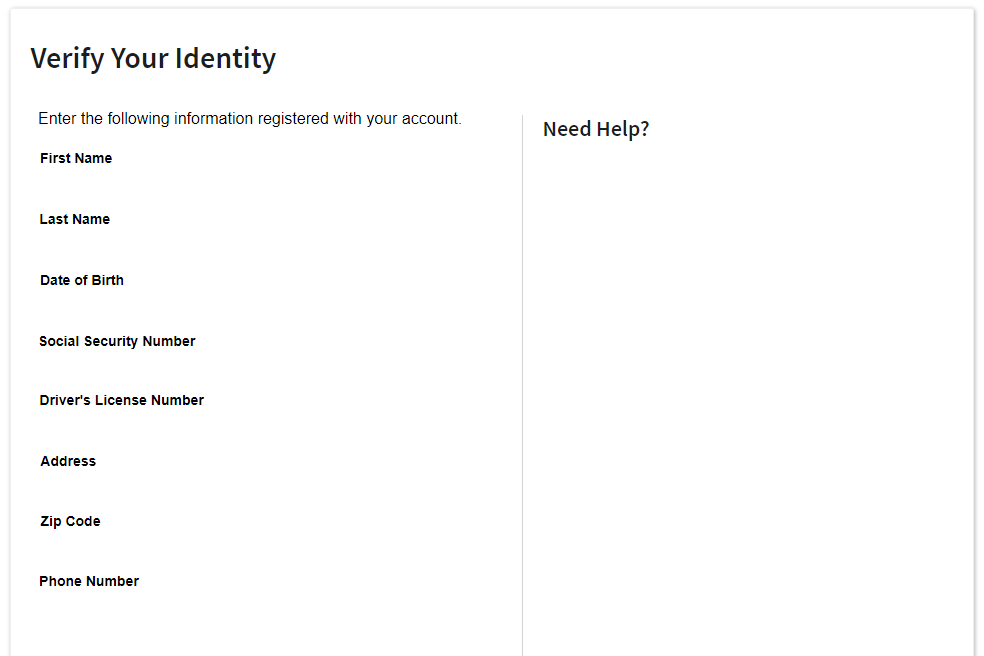 Verify Your Identity
Enter the following information registered with your account.
First Name
Last Name
Date of Birth
Social Security Number
Driver's License Number
Address
Zip Code
Phone Number
Need Help?